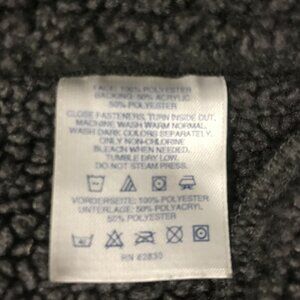 FACE: 100% POLYESTER
BACKING: 50% ACRYLIC
50% POLYESTER
CLOSE FASTENERS, TURN INSIDE OUT,
MACHINE WASH WARM NORMAL,
WASH DARK COLORS SEPARATELY,
ONLY NON-CHLORINE
BLEACH WHEN NEEDED,
TUMBLE DRY LOW,
DO NOT STEAM PRESS.
VORDERSEITE: 100% POLYESTER
UNTERLAGE: 50% POLYACRYL
50% POLYESTER
RN 62830